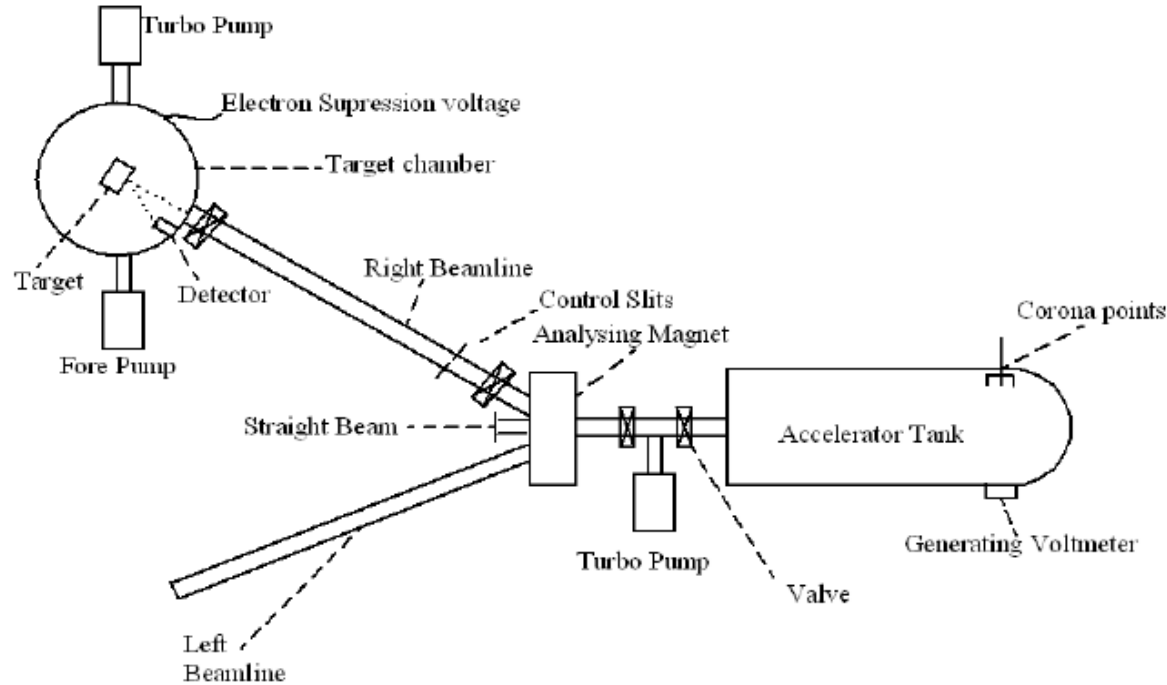 Turbo Pump
Electron Supression voltage
Target chamber
Target
Detector
Fore Pump
Right Beamline
Control Slits
Analysing Magnet
Corona points
Straight Beam
Accelerator Tank
Turbo Pump
Generating Voltmeter
Valve
Left
Beamline